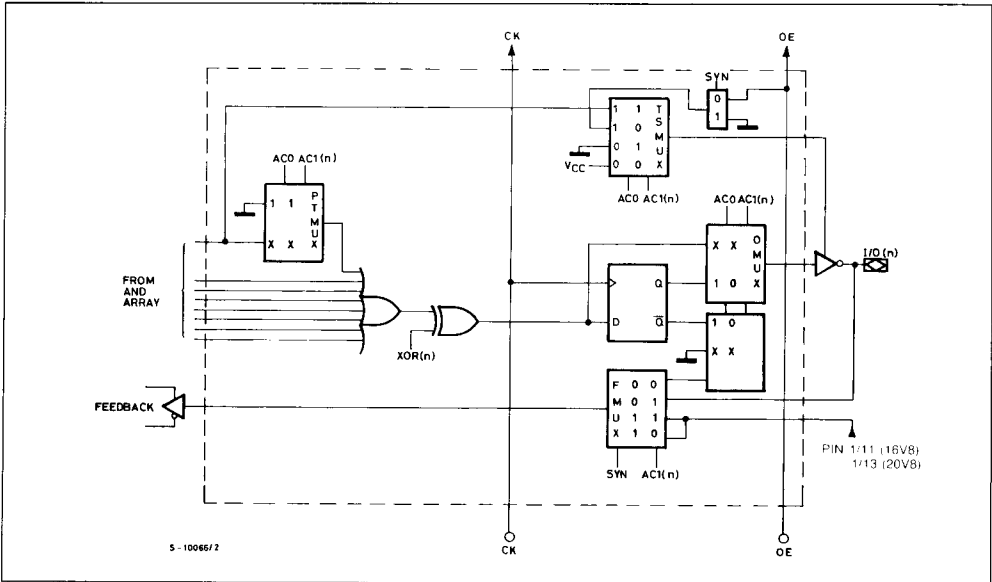 CK
OE
SYN
0
1
1 1 T
1 0 S
0 1 M
U
VCC 0 0 X
AC0 AC1(n)
AC0 AC1(n)
P
1 1 T
M
U
X X X
AC0 AC1(n)
X X O
M
U
1 0 X
I/O(n)
FROM
AND
ARRAY
Q
D Q̅
1 0
X X
XOR(n)
F 0 0
M 0 1
U 1 1
X 1 0
FEEDBACK
SYN AC1(n)
PIN 1/11 (16V8)
1/13 (20V8)
S-10066/2
CK
OE